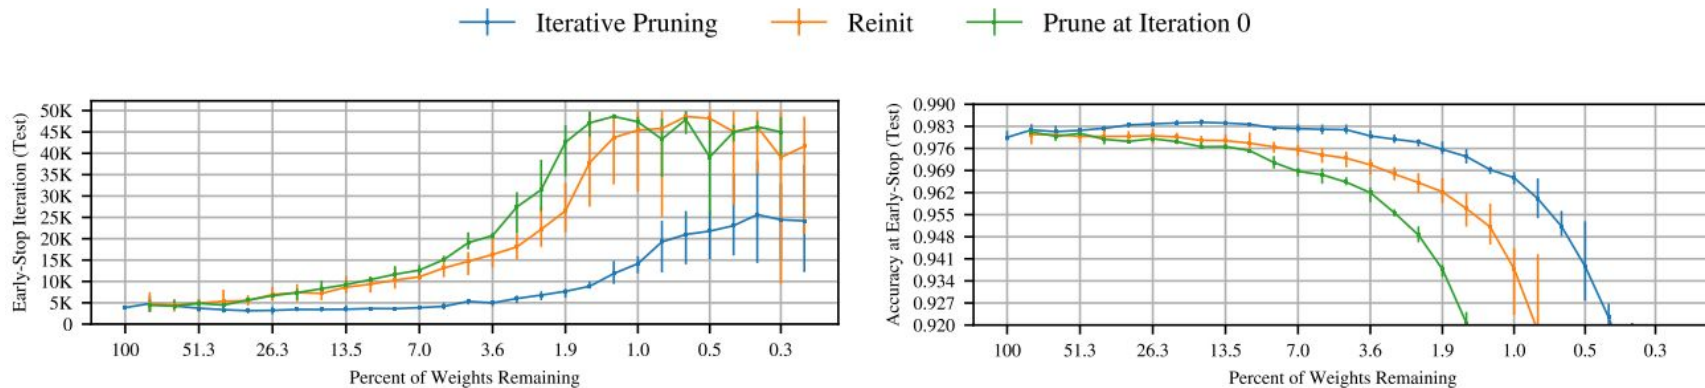 Iterative Pruning Reinit Prune at Iteration 0
Early-Stop Iteration (Test)
50K
45K
40K
35K
30K
25K
20K
15K
10K
5K
0
100 51.3 26.3 13.5 7.0 3.6 1.9 1.0 0.5 0.3
Percent of Weights Remaining
Accuracy at Early-Stop (Test)
0.990
0.983
0.976
0.969
0.962
0.955
0.948
0.941
0.934
0.927
0.920
100 51.3 26.3 13.5 7.0 3.6 1.9 1.0 0.5 0.3
Percent of Weights Remaining